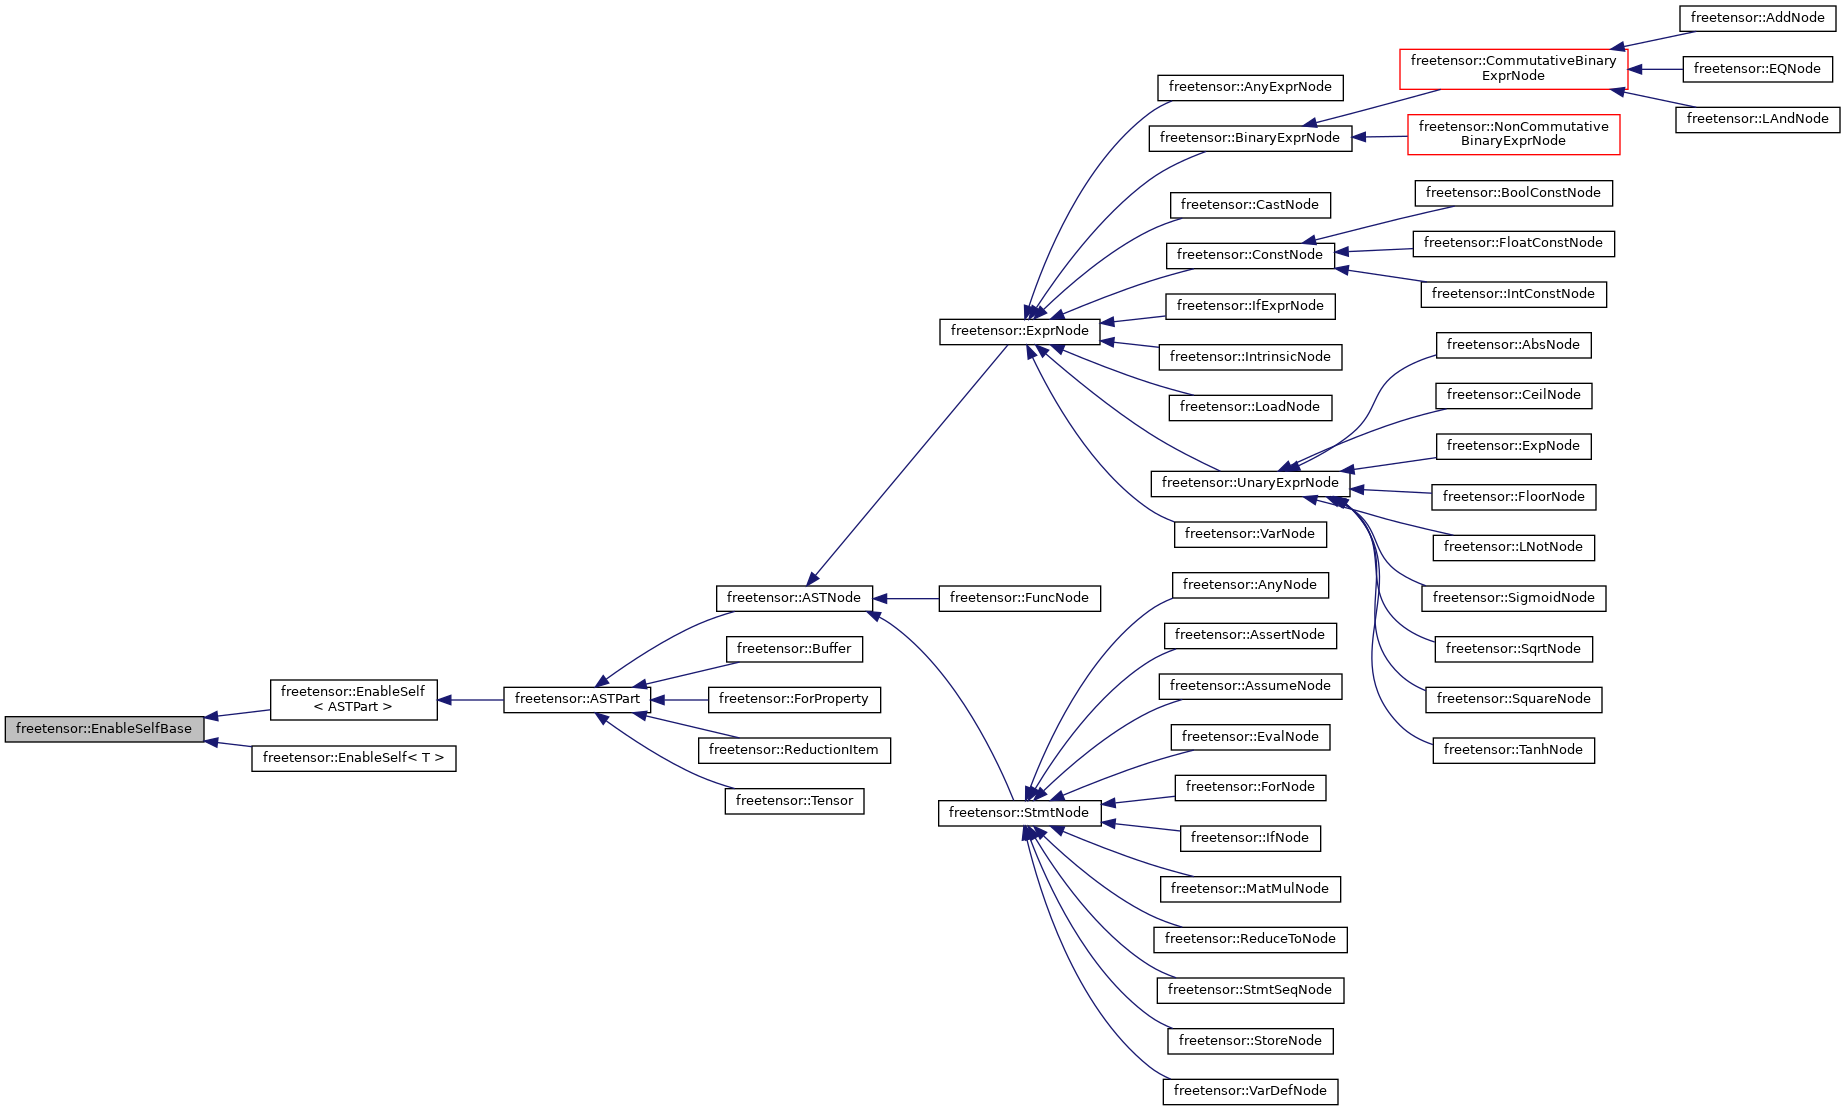 freetensor::AddNode
freetensor::CommutativeBinary
ExprNode
freetensor::EQNode
freetensor::AnyExprNode
freetensor::LAndNode
freetensor::NonCommutative
BinaryExprNode
freetensor::BinaryExprNode
freetensor::BoolConstNode
freetensor::CastNode
freetensor::FloatConstNode
freetensor::ConstNode
freetensor::IntConstNode
freetensor::IfExprNode
freetensor::ExprNode
freetensor::AbsNode
freetensor::IntrinsicNode
freetensor::CeilNode
freetensor::LoadNode
freetensor::ExpNode
freetensor::UnaryExprNode
freetensor::FloorNode
freetensor::VarNode
freetensor::LNotNode
freetensor::AnyNode
freetensor::ASTNode
freetensor::FuncNode
freetensor::SigmoidNode
freetensor::AssertNode
freetensor::Buffer
freetensor::SqrtNode
freetensor::AssumeNode
freetensor::EnableSelf
< ASTPart >
freetensor::ASTPart
freetensor::ForProperty
freetensor::SquareNode
freetensor::EnableSelfBase
freetensor::EvalNode
freetensor::ReductionItem
freetensor::TanhNode
freetensor::EnableSelf< T >
freetensor::ForNode
freetensor::Tensor
freetensor::StmtNode
freetensor::IfNode
freetensor::MatMulNode
freetensor::ReduceToNode
freetensor::StmtSeqNode
freetensor::StoreNode
freetensor::VarDefNode